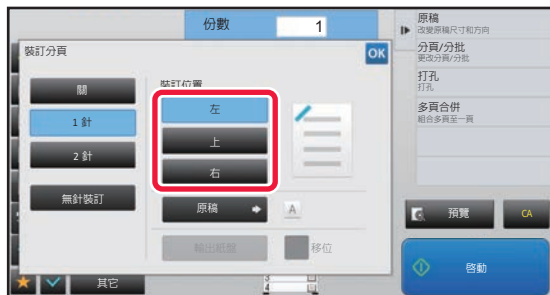 份數
1
裝訂分頁
OK
關
1 針
2 針
無針裝訂
裝訂位置
左
上
右
原稿
A
輸出紙盤
移位
其它
3
4
原稿
改變原稿尺寸和方向
分頁/分批
更改分頁/分批
打孔
打孔
多頁合併
組合多頁至一頁
預覽
CA
啓動